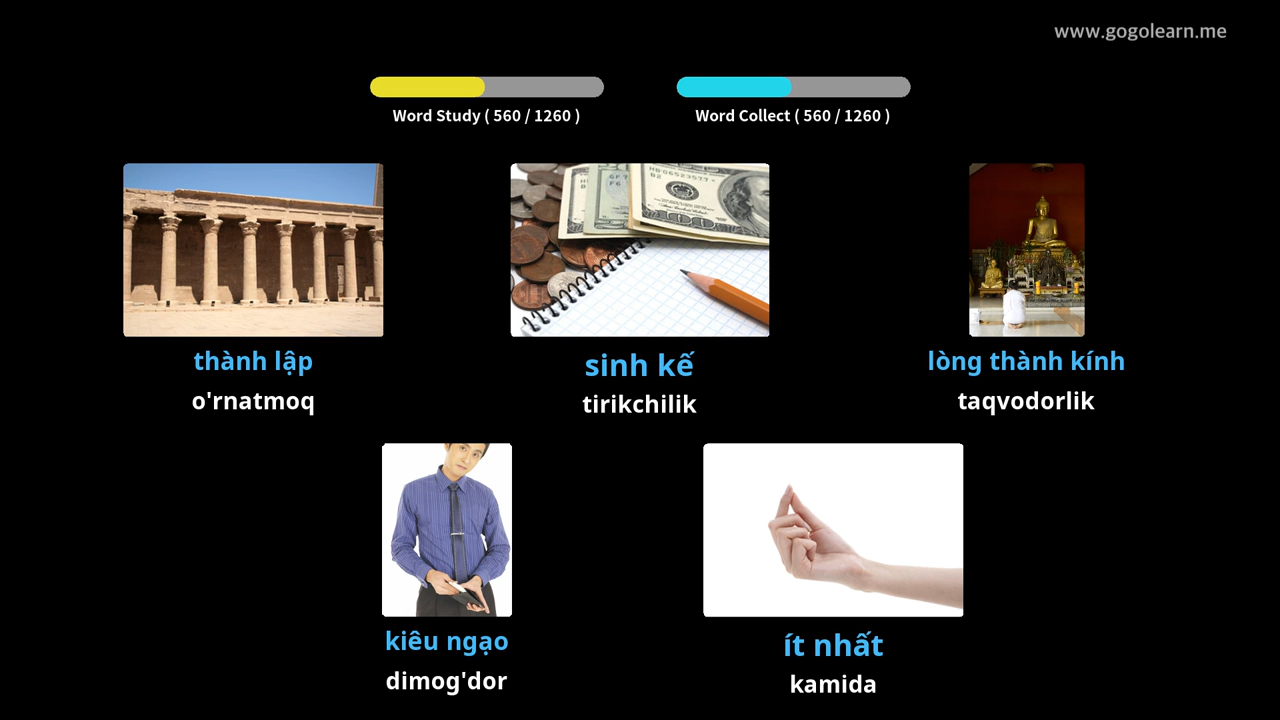 www.gogolearn.me
Word Study ( 560 / 1260 )
Word Collect ( 560 / 1260 )
thành lập
o'rnatmoq
sinh kế
tirikchilik
lòng thành kính
taqvodorlik
kiêu ngạo
dimog'dor
ít nhất
kamida